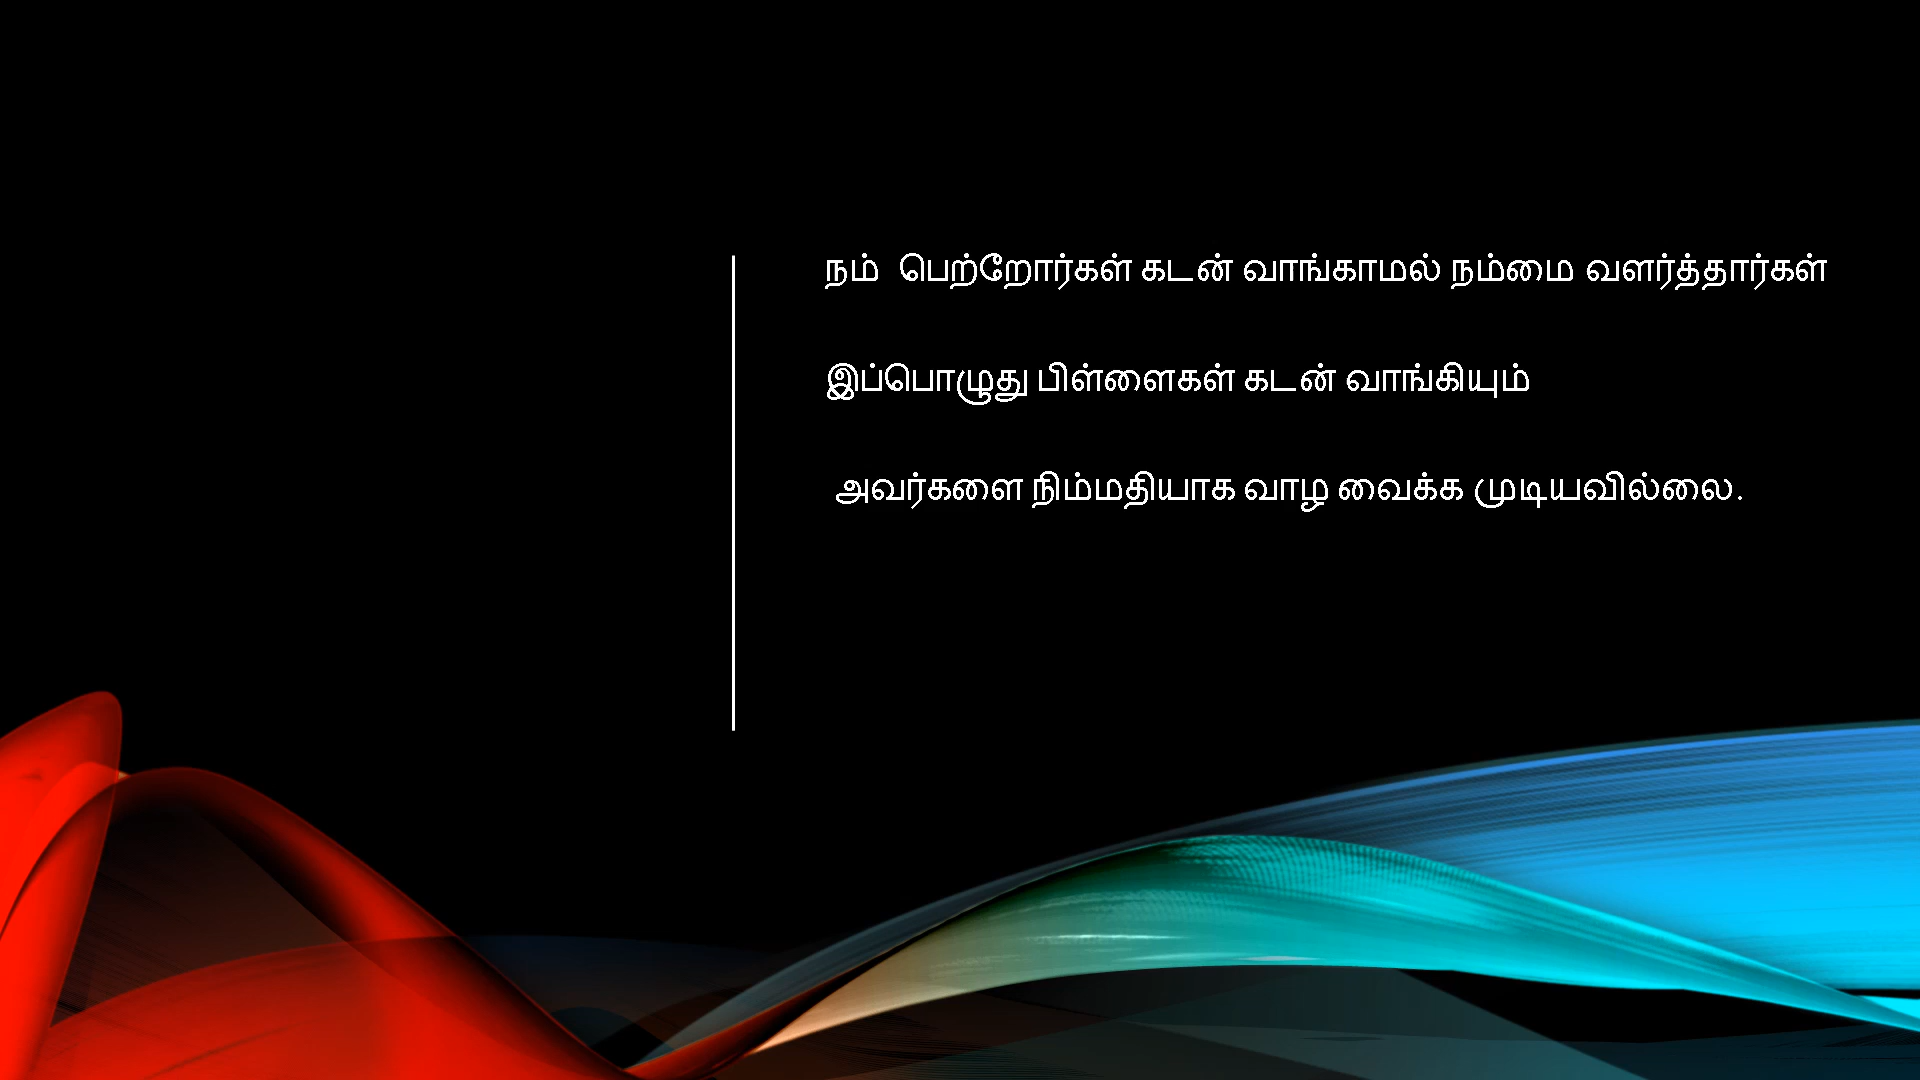 நம் பெற்றோர்கள் கடன் வாங்காமல் நம்மை வளர்த்தார்கள்
இப்பொழுது பிள்ளைகள் கடன் வாங்கியும்
அவர்களை நிம்மதியாக வாழ வைக்க முடியவில்லை.